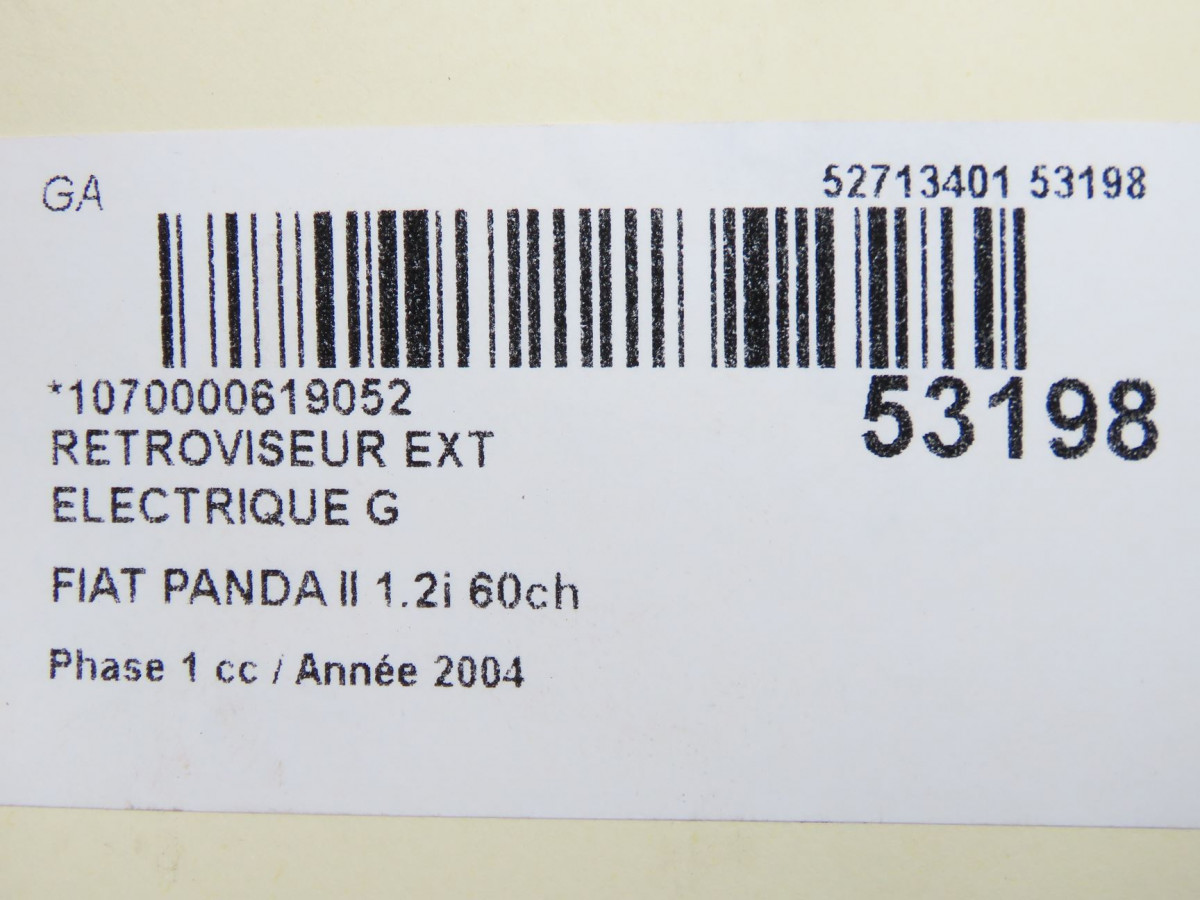 GA
52713401 53198
*1070000619052
53198
RETROVISEUR EXT
ELECTRIQUE G
FIAT PANDA II 1.2i 60ch
Phase 1 cc / Année 2004